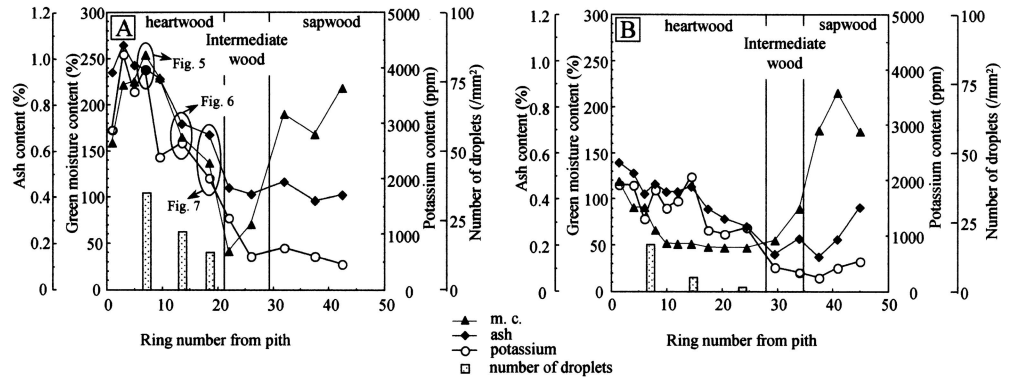 A
heartwood
sapwood
Intermediate
wood
Fig. 5
Fig. 6
Fig. 7
Ash content (%)
1.2
1.0
0.8
0.6
0.4
0.2
0
Green moisture content (%)
300
250
200
150
100
50
0
Potassium content (ppm)
5000
4000
3000
2000
1000
0
Number of droplets (/mm²)
100
75
50
25
0
0 10 20 30 40 50
Ring number from pith
B
heartwood
sapwood
Intermediate
wood
Ash content (%)
1.2
1.0
0.8
0.6
0.4
0.2
0
Green moisture content (%)
300
250
200
150
100
50
0
Potassium content (ppm)
5000
4000
3000
2000
1000
0
Number of droplets (/mm²)
100
75
50
25
0
0 10 20 30 40 50
Ring number from pith
m. c.
ash
potassium
number of droplets